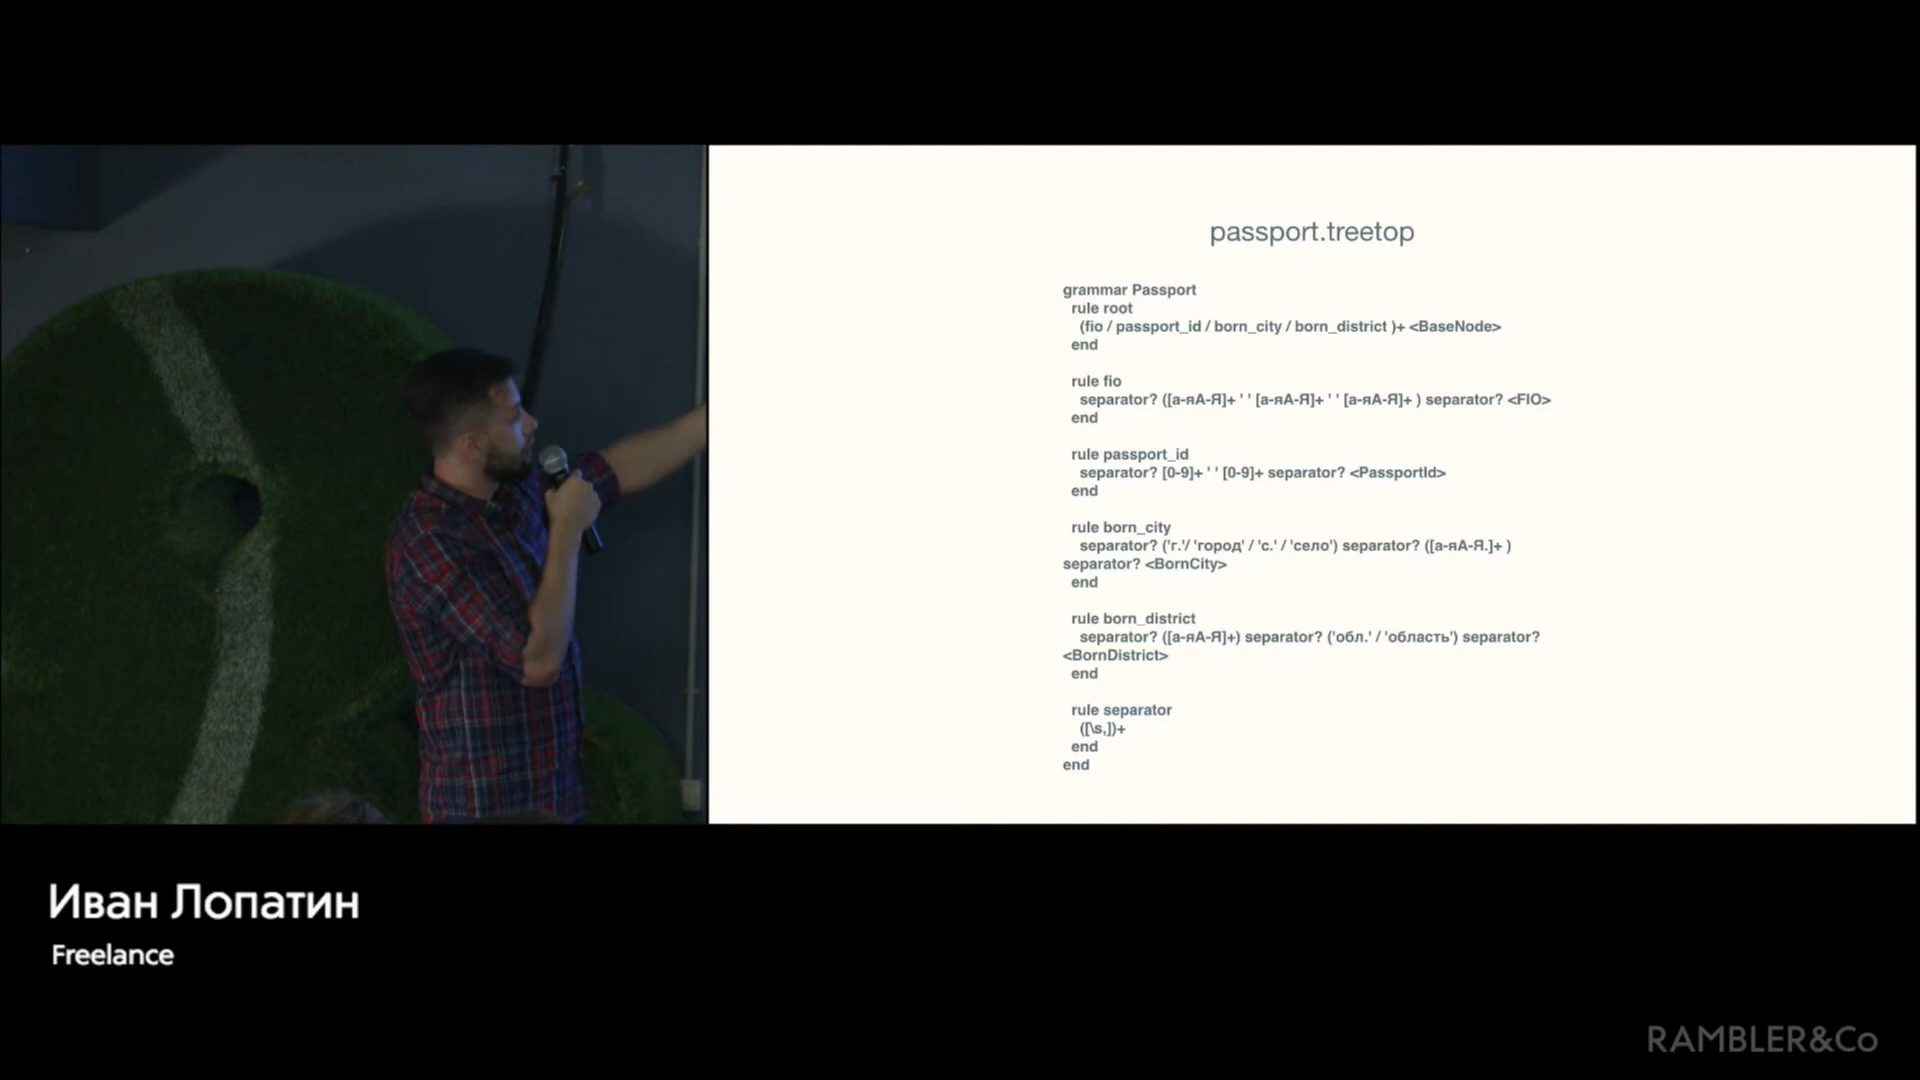 passport.treetop
grammar Passport
rule root
(fio / passport_id / born_city / born_district )+ <BaseNode>
end
rule fio
separator? ([а-яА-Я]+ ' ' [а-яА-Я]+ ' ' [а-яА-Я]+ ) separator? <FIO>
end
rule passport_id
separator? [0-9]+ ' ' [0-9]+ separator? <PassportId>
end
rule born_city
separator? ('г.'/ 'город' / 'с.' / 'село') separator? ([а-яА-Я.]+ )
separator? <BornCity>
end
rule born_district
separator? ([а-яА-Я]+) separator? ('обл.' / 'область') separator?
<BornDistrict>
end
rule separator
([\s,])+
end
end
Иван Лопатин
Freelance
RAMBLER&Co